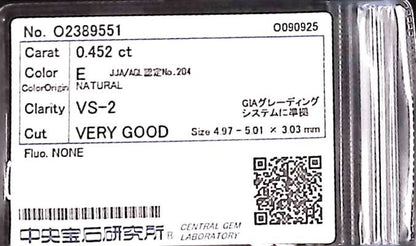 No. O2389551 O090925
Carat 0.452 ct
Color E JJA/AGL認定No.204
ColorOrigin NATURAL
Clarity VS-2 GIAグレーディング
システムに準拠
Cut VERY GOOD Size 4.97 - 5.01 × 3.03 mm
Fluo. NONE
中央宝石研究所 CENTRAL GEM
LABORATORY